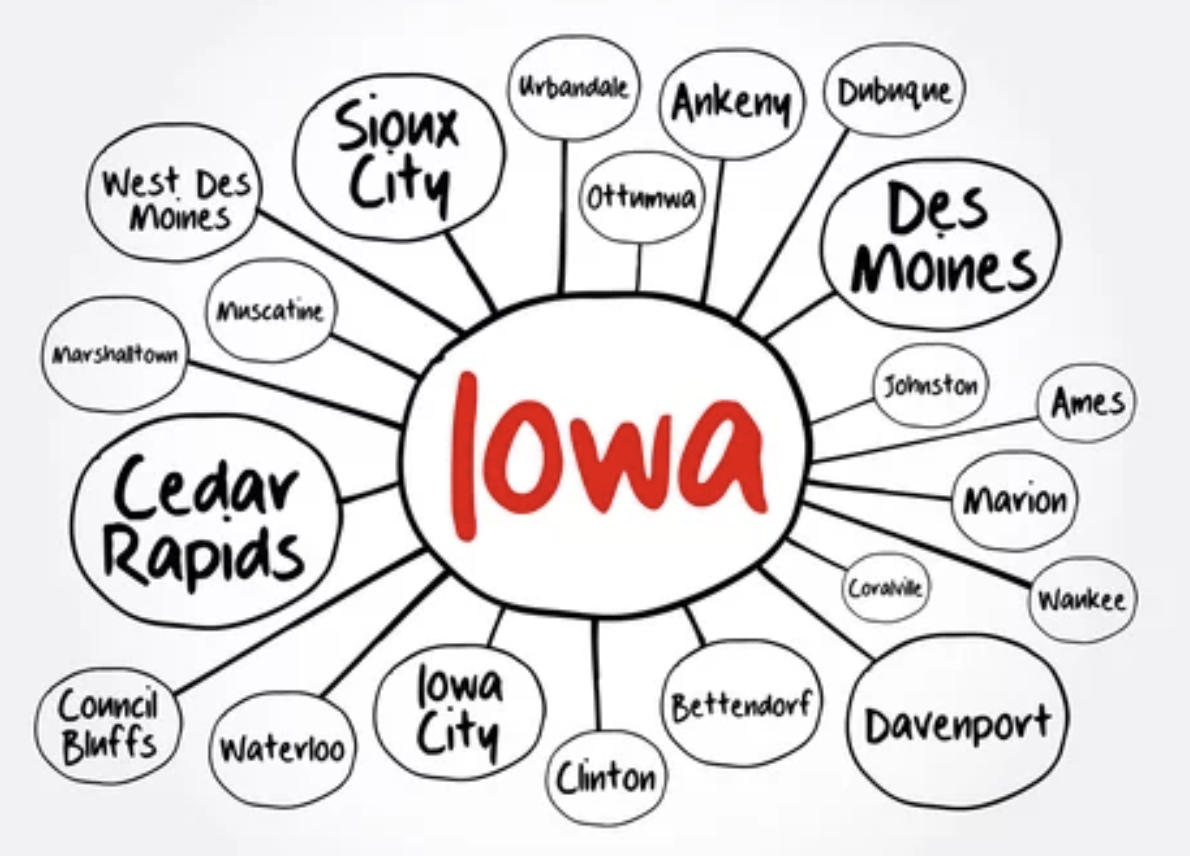 Urbandale
Ankeny
Dubuque
Sioux
City
West Des
Moines
Ottumwa
Des
Moines
Muscatine
Marshalltown
Johnston
Ames
Iowa
Cedar
Rapids
Marion
Coralville
Waukee
Council
Bluffs
Waterloo
Iowa
City
Clinton
Bettendorf
Davenport